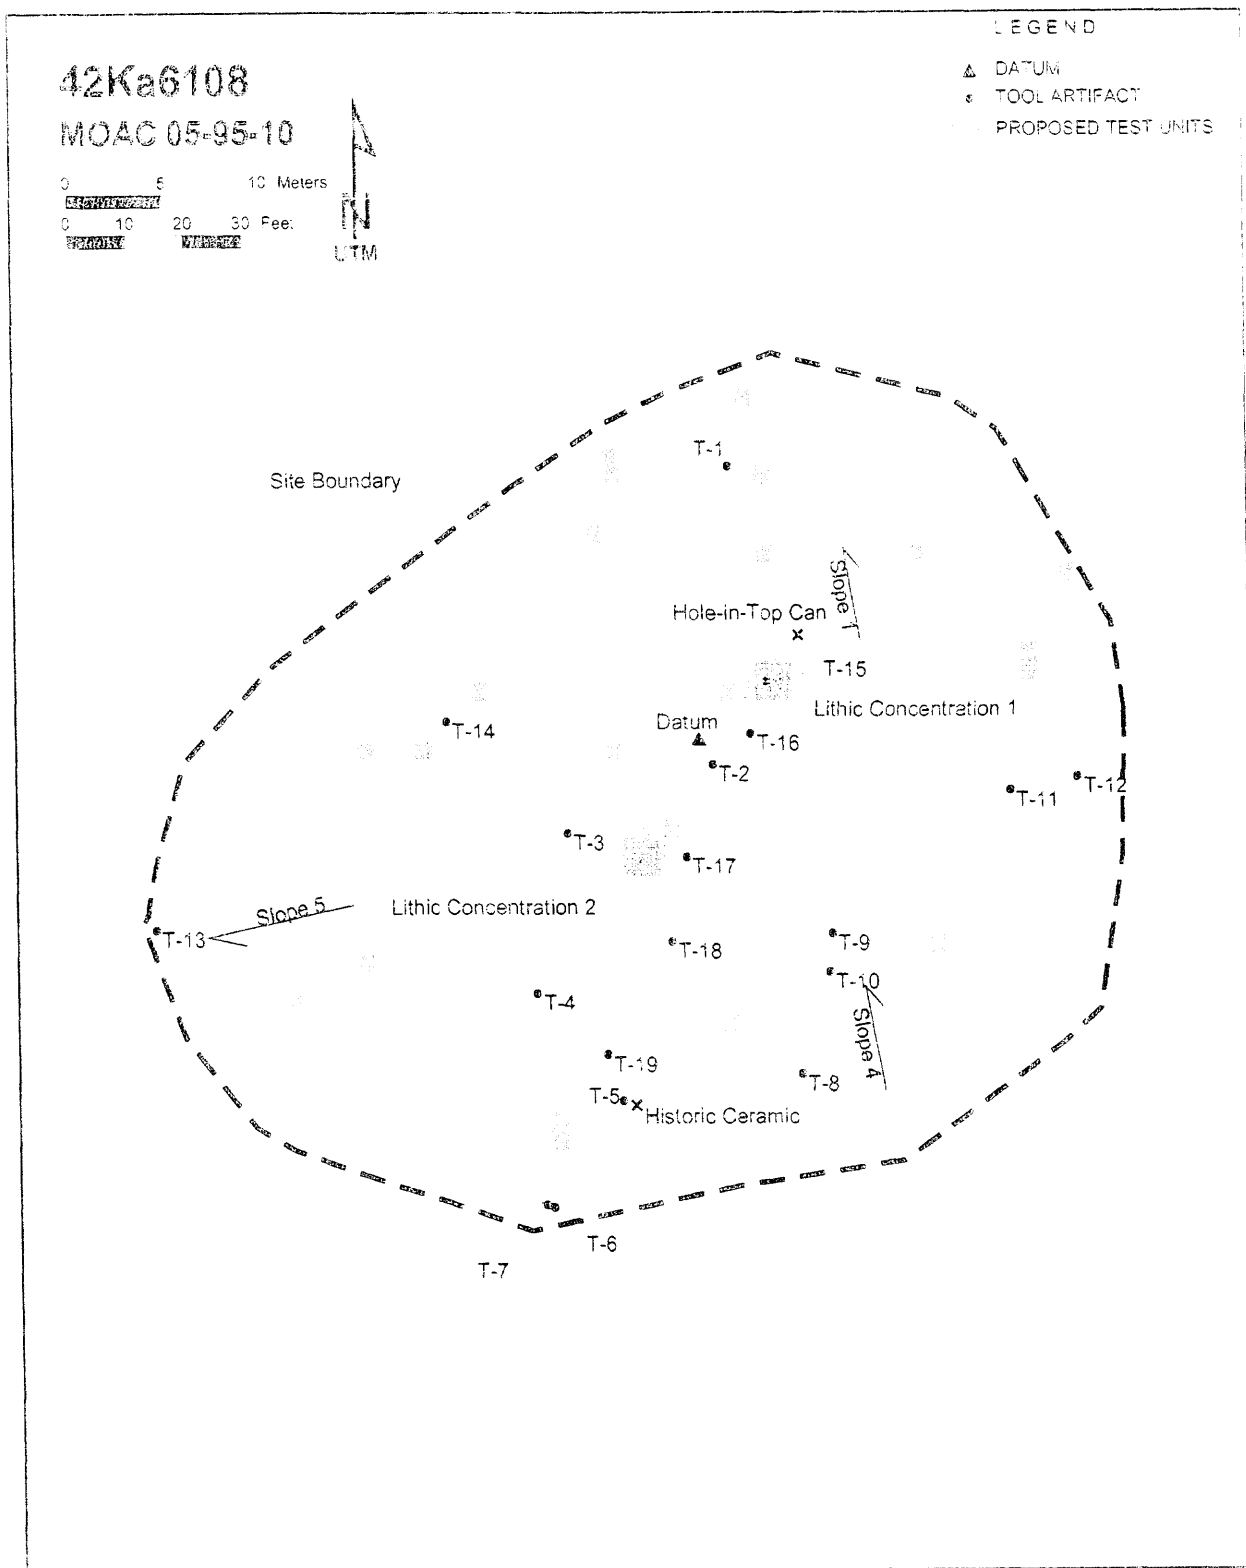 LEGEND
DATUM
TOOL ARTIFACT
PROPOSED TEST UNITS
42Ka6108
MOAC 05-95-10
0 5 10 Meters
0 10 20 30 Feet
N
UTM
T-1
Site Boundary
Slope 1
Hole-in-Top Can
T-15
Lithic Concentration 1
Datum
T-14
T-16
T-2
T-12
T-11
T-3
T-17
Slope 5
Lithic Concentration 2
T-13
T-9
T-18
T-10
T-4
Slope 4
T-19
T-8
T-5
Historic Ceramic
T-6
T-7